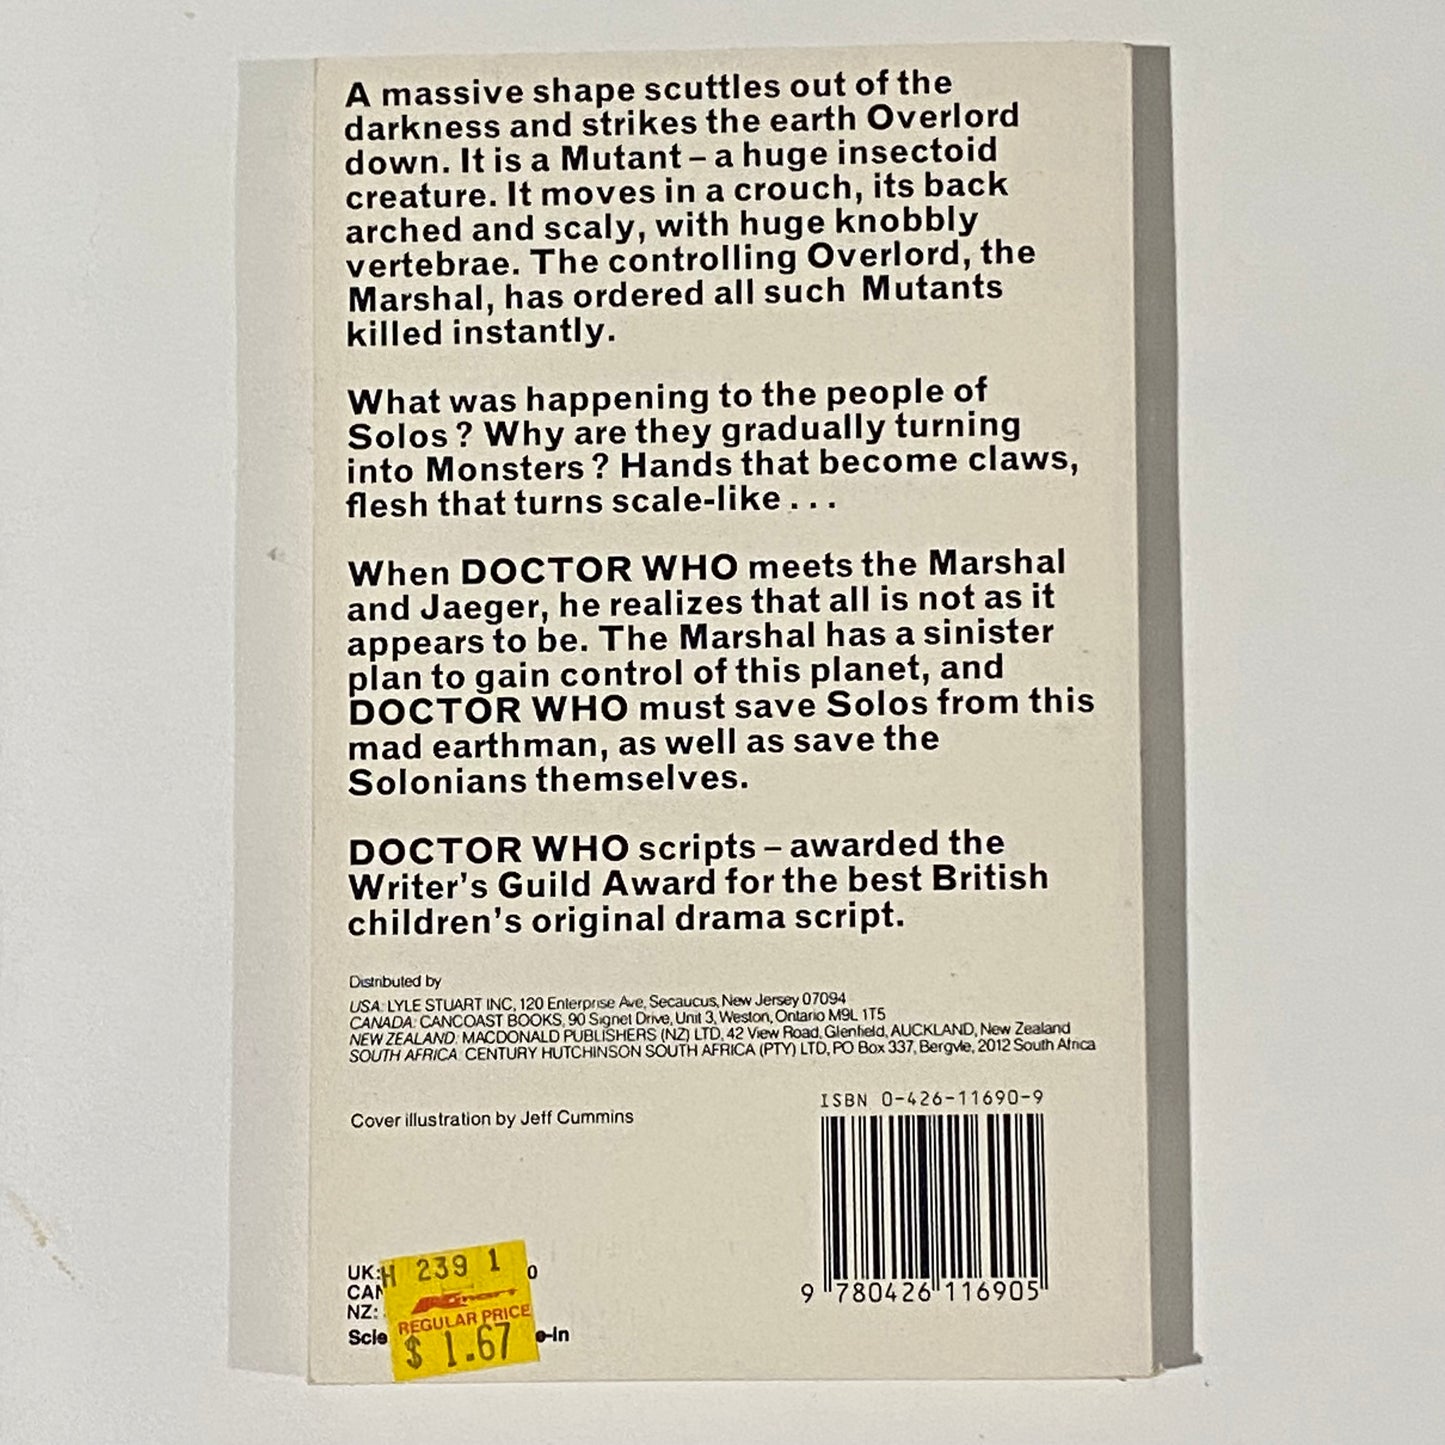 A massive shape scuttles out of the
darkness and strikes the earth Overlord
down. It is a Mutant – a huge insectoid
creature. It moves in a crouch, its back
arched and scaly, with huge knobbly
vertebrae. The controlling Overlord, the
Marshal, has ordered all such Mutants
killed instantly.
What was happening to the people of
Solos? Why are they gradually turning
into Monsters? Hands that become claws,
flesh that turns scale-like . . .
When DOCTOR WHO meets the Marshal
and Jaeger, he realizes that all is not as it
appears to be. The Marshal has a sinister
plan to gain control of this planet, and
DOCTOR WHO must save Solos from this
mad earthman, as well as save the
Solonians themselves.
DOCTOR WHO scripts – awarded the
Writer's Guild Award for the best British
children's original drama script.
Distributed by
USA: LYLE STUART INC, 120 Enterprise Ave, Secaucus, New Jersey 07094
CANADA: CANCOAST BOOKS, 90 Signet Drive, Unit 3, Weston, Ontario M9L 1T5
NEW ZEALAND: MACDONALD PUBLISHERS (NZ) LTD, 42 View Road, Glenfield, AUCKLAND, New Zealand
SOUTH AFRICA: CENTURY HUTCHINSON SOUTH AFRICA (PTY) LTD, PO Box 337, Bergvle, 2012 South Africa
ISBN 0-426-11690-9
Cover illustration by Jeff Cummins
9 780426 116905
UK: 0
CAN
NZ:
H 239 1
REGULAR PRICE
$ 1.67